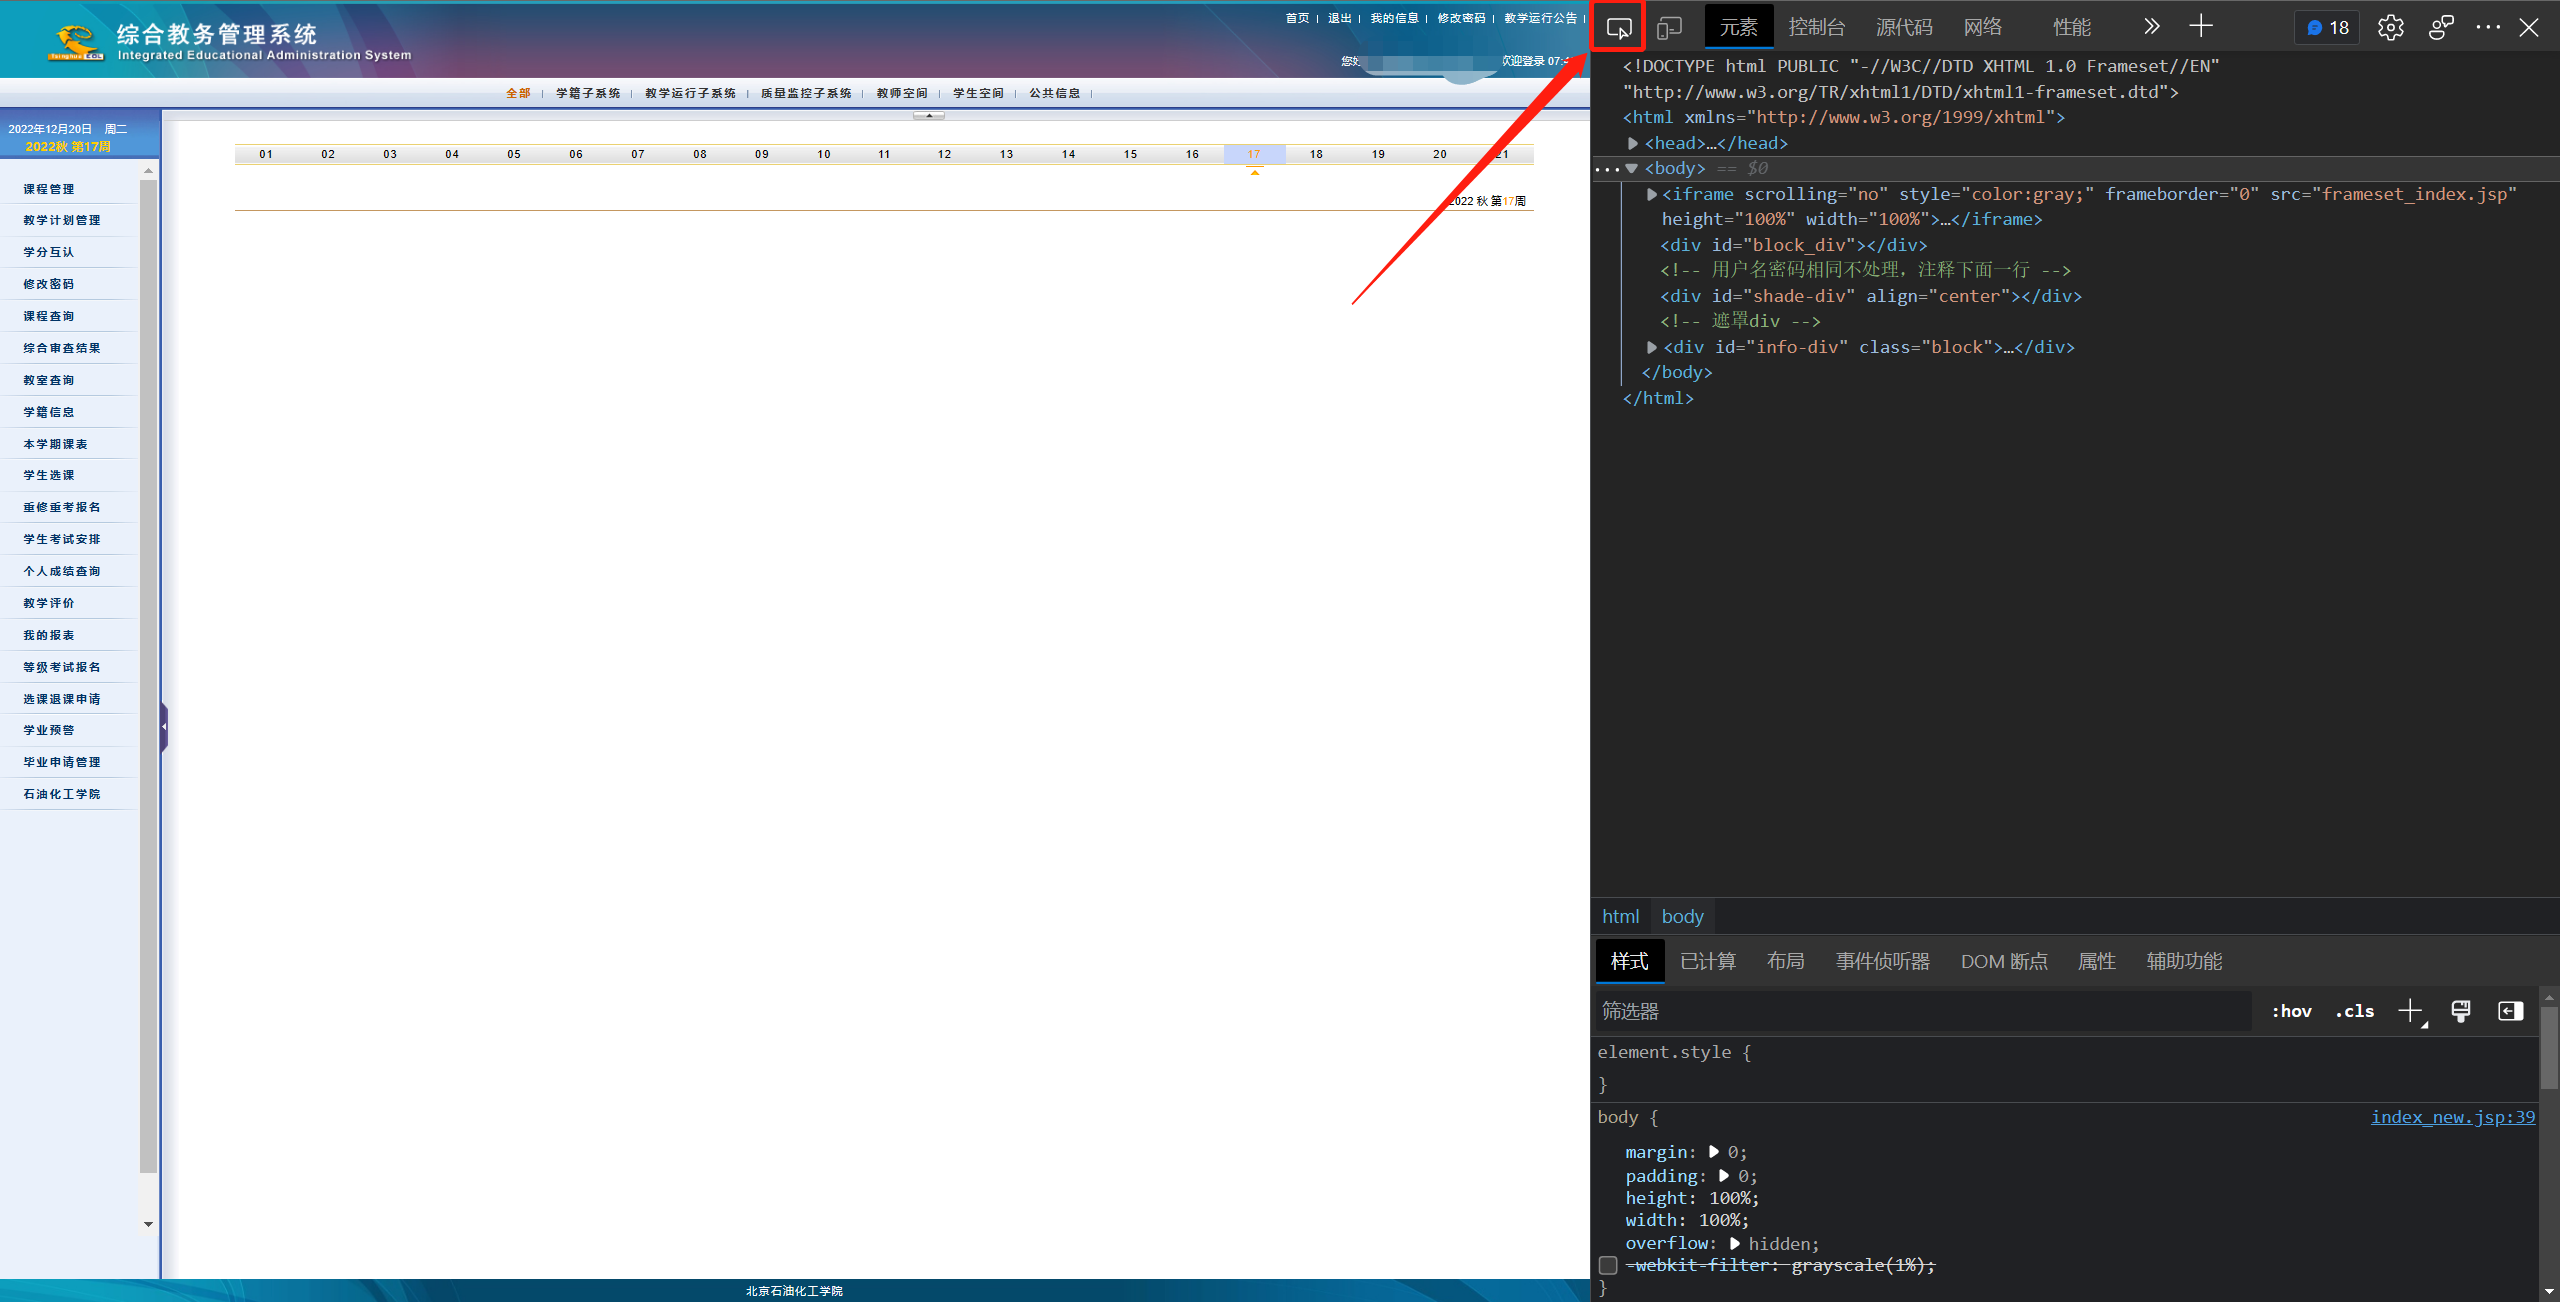 综合教务管理系统
Integrated Educational Administration System
Tsinghua EOL
首页 | 退出 | 我的信息 | 修改密码 | 教学运行公告 |
您好
欢迎登录 07:4
全部 | 学籍子系统 | 教学运行子系统 | 质量监控子系统 | 教师空间 | 学生空间 | 公共信息 |
2022年12月20日 周二
2022秋 第17周
01 02 03 04 05 06 07 08 09 10 11 12 13 14 15 16 17 18 19 20 21
2022 秋 第17周
课程管理
教学计划管理
学分互认
修改密码
课程查询
综合审查结果
教室查询
学籍信息
本学期课表
学生选课
重修重考报名
学生考试安排
个人成绩查询
教学评价
我的报表
等级考试报名
选课退课申请
学业预警
毕业申请管理
石油化工学院
北京石油化工学院
元素 控制台 源代码 网络 性能 18
<!DOCTYPE html PUBLIC "-//W3C//DTD XHTML 1.0 Frameset//EN"
"http://www.w3.org/TR/xhtml1/DTD/xhtml1-frameset.dtd">
<html xmlns="http://www.w3.org/1999/xhtml">
<head>…</head>
<body> == $0
<iframe scrolling="no" style="color:gray;" frameborder="0" src="frameset_index.jsp"
height="100%" width="100%">…</iframe>
<div id="block_div"></div>
<!-- 用户名密码相同不处理，注释下面一行 -->
<div id="shade-div" align="center"></div>
<!-- 遮罩div -->
<div id="info-div" class="block">…</div>
</body>
</html>
html body
样式 已计算 布局 事件侦听器 DOM 断点 属性 辅助功能
筛选器 :hov .cls
element.style {
}
body { index_new.jsp:39
margin: 0;
padding: 0;
height: 100%;
width: 100%;
overflow: hidden;
-webkit-filter: grayscale(1%);
}